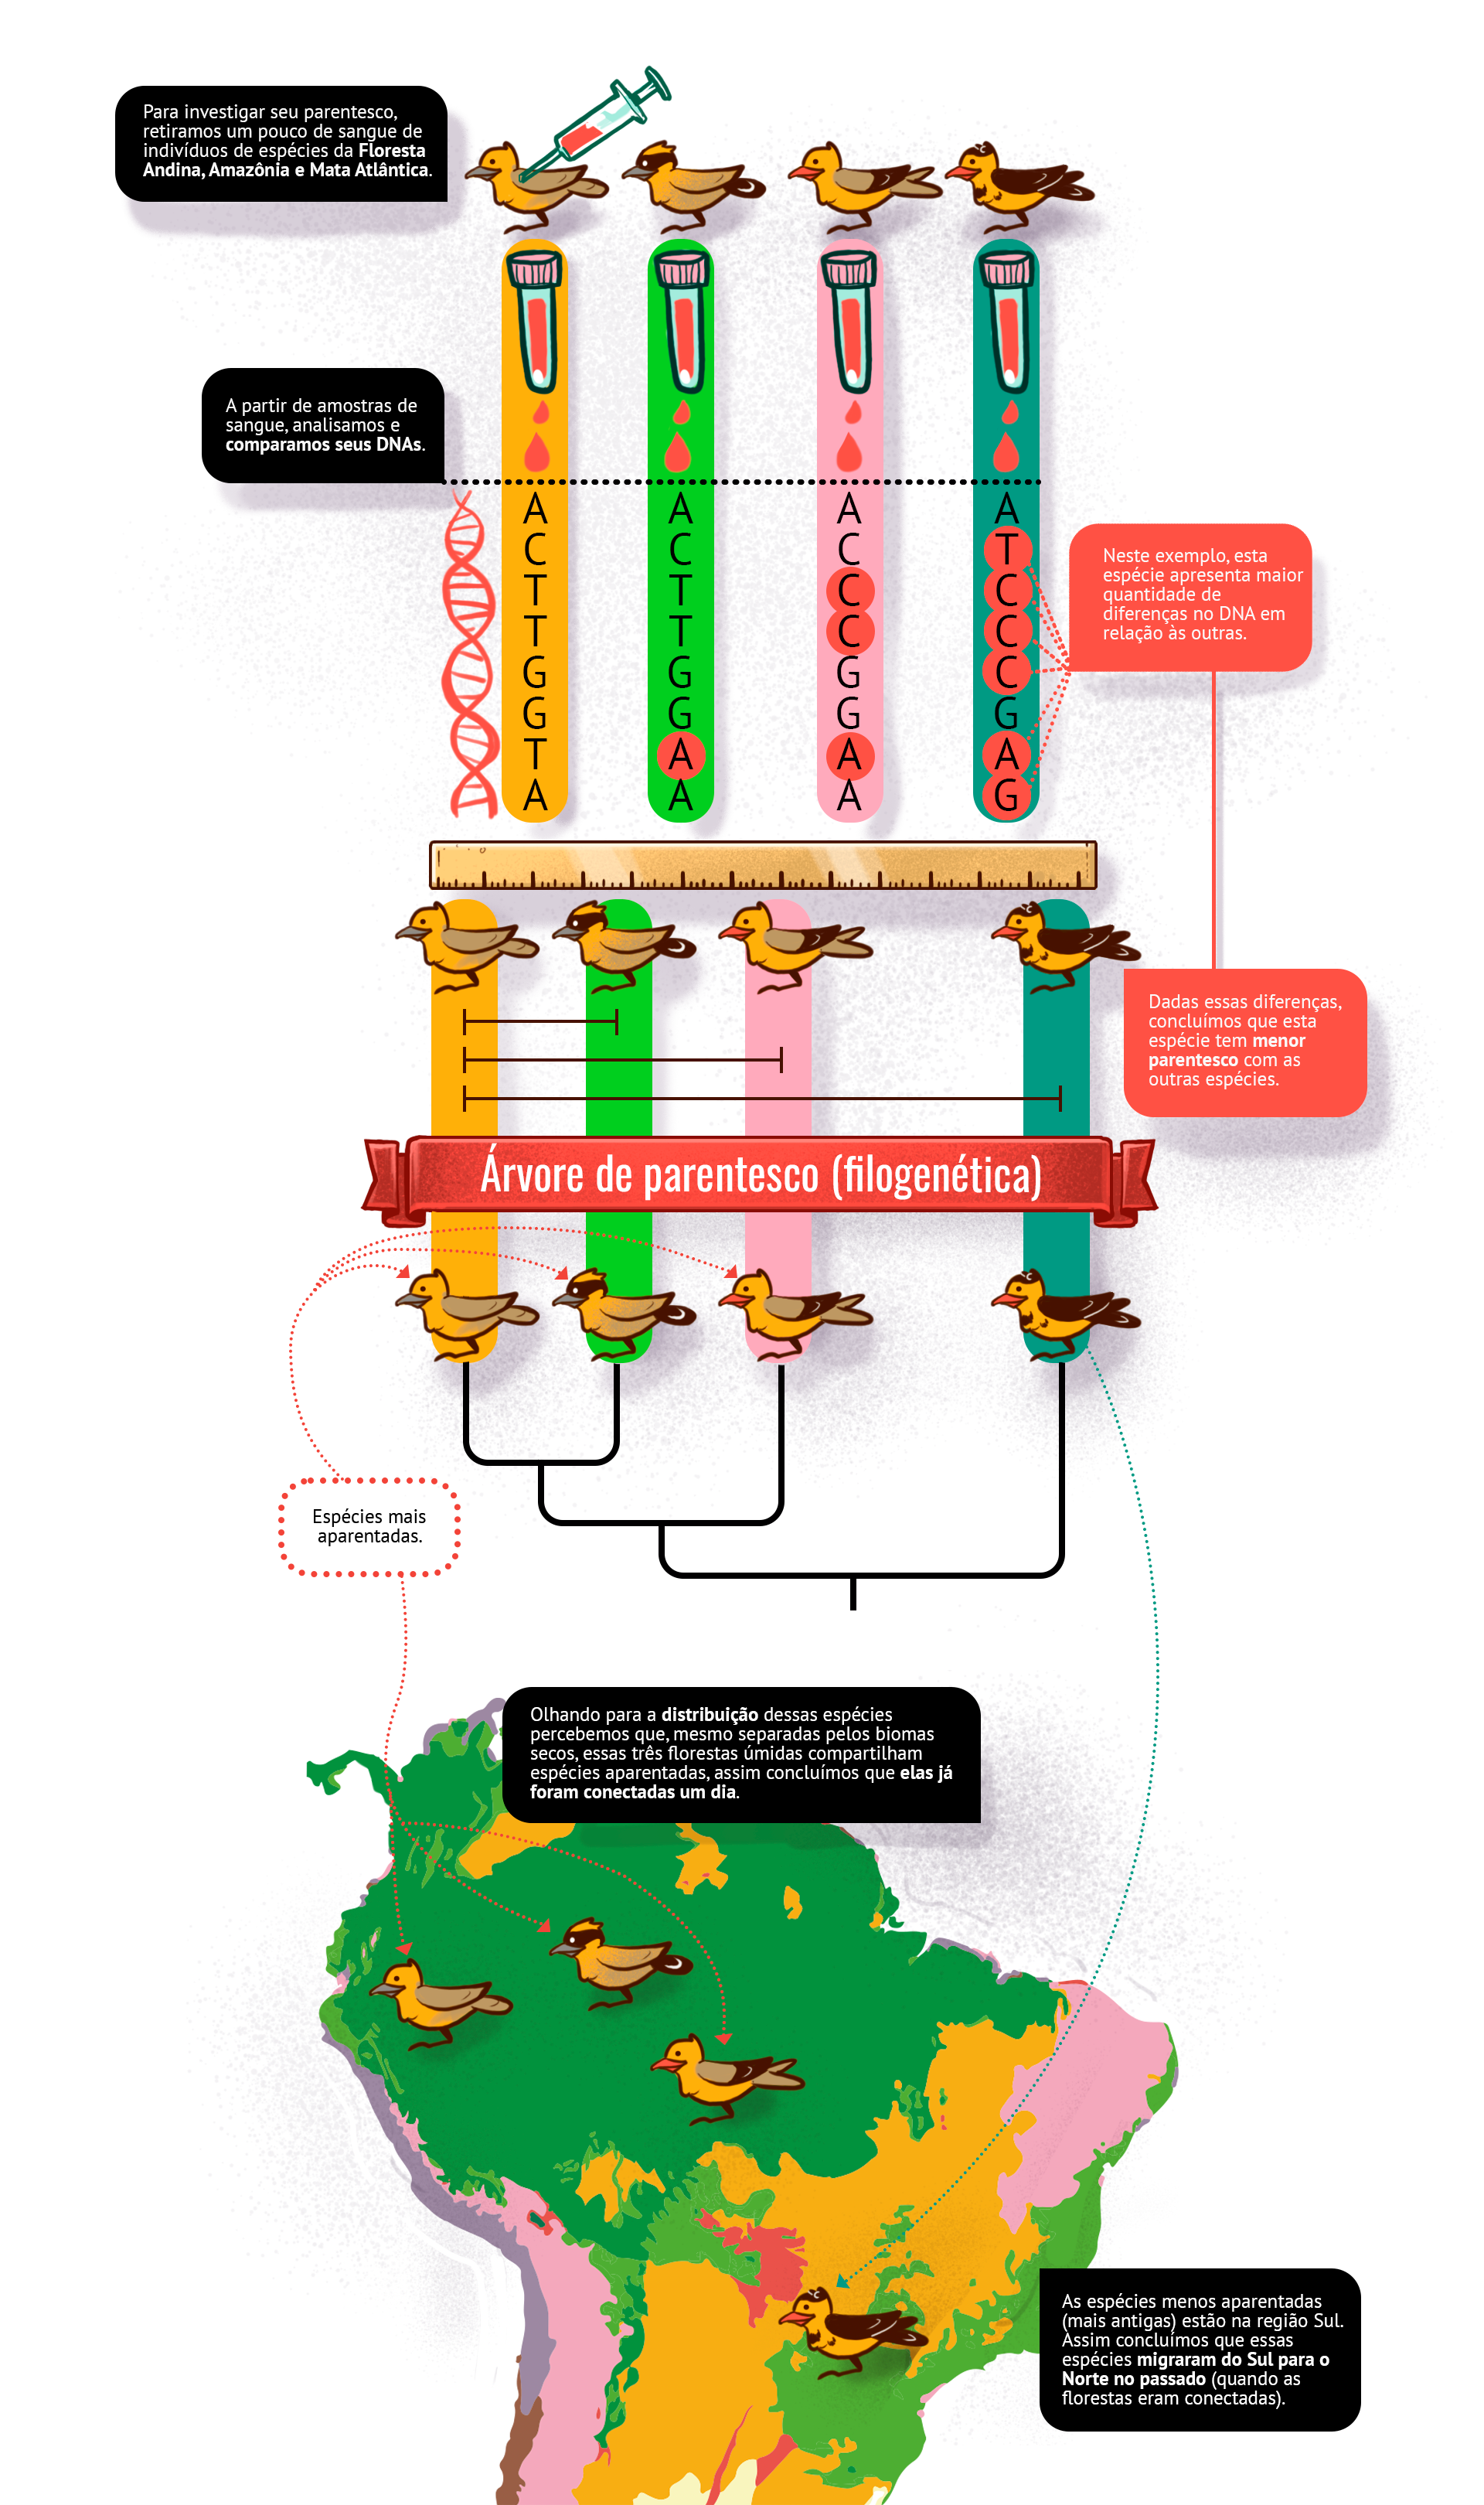 Para investigar seu parentesco,
retiramos um pouco de sangue de
indivíduos de espécies da Floresta
Andina, Amazônia e Mata Atlântica.
A partir de amostras de
sangue, analisamos e
comparamos seus DNAs.
A A A A
C C C T
T T C C
T T C C
G G G C
G G G G
T A A A
A A A G
Neste exemplo, esta
espécie apresenta maior
quantidade de
diferenças no DNA em
relação às outras.
Dadas essas diferenças,
concluímos que esta
espécie tem menor
parentesco com as
outras espécies.
Árvore de parentesco (filogenética)
Espécies mais
aparentadas.
Olhando para a distribuição dessas espécies
percebemos que, mesmo separadas pelos biomas
secos, essas três florestas úmidas compartilham
espécies aparentadas, assim concluímos que elas já
foram conectadas um dia.
As espécies menos aparentadas
(mais antigas) estão na região Sul.
Assim concluímos que essas
espécies migraram do Sul para o
Norte no passado (quando as
florestas eram conectadas).